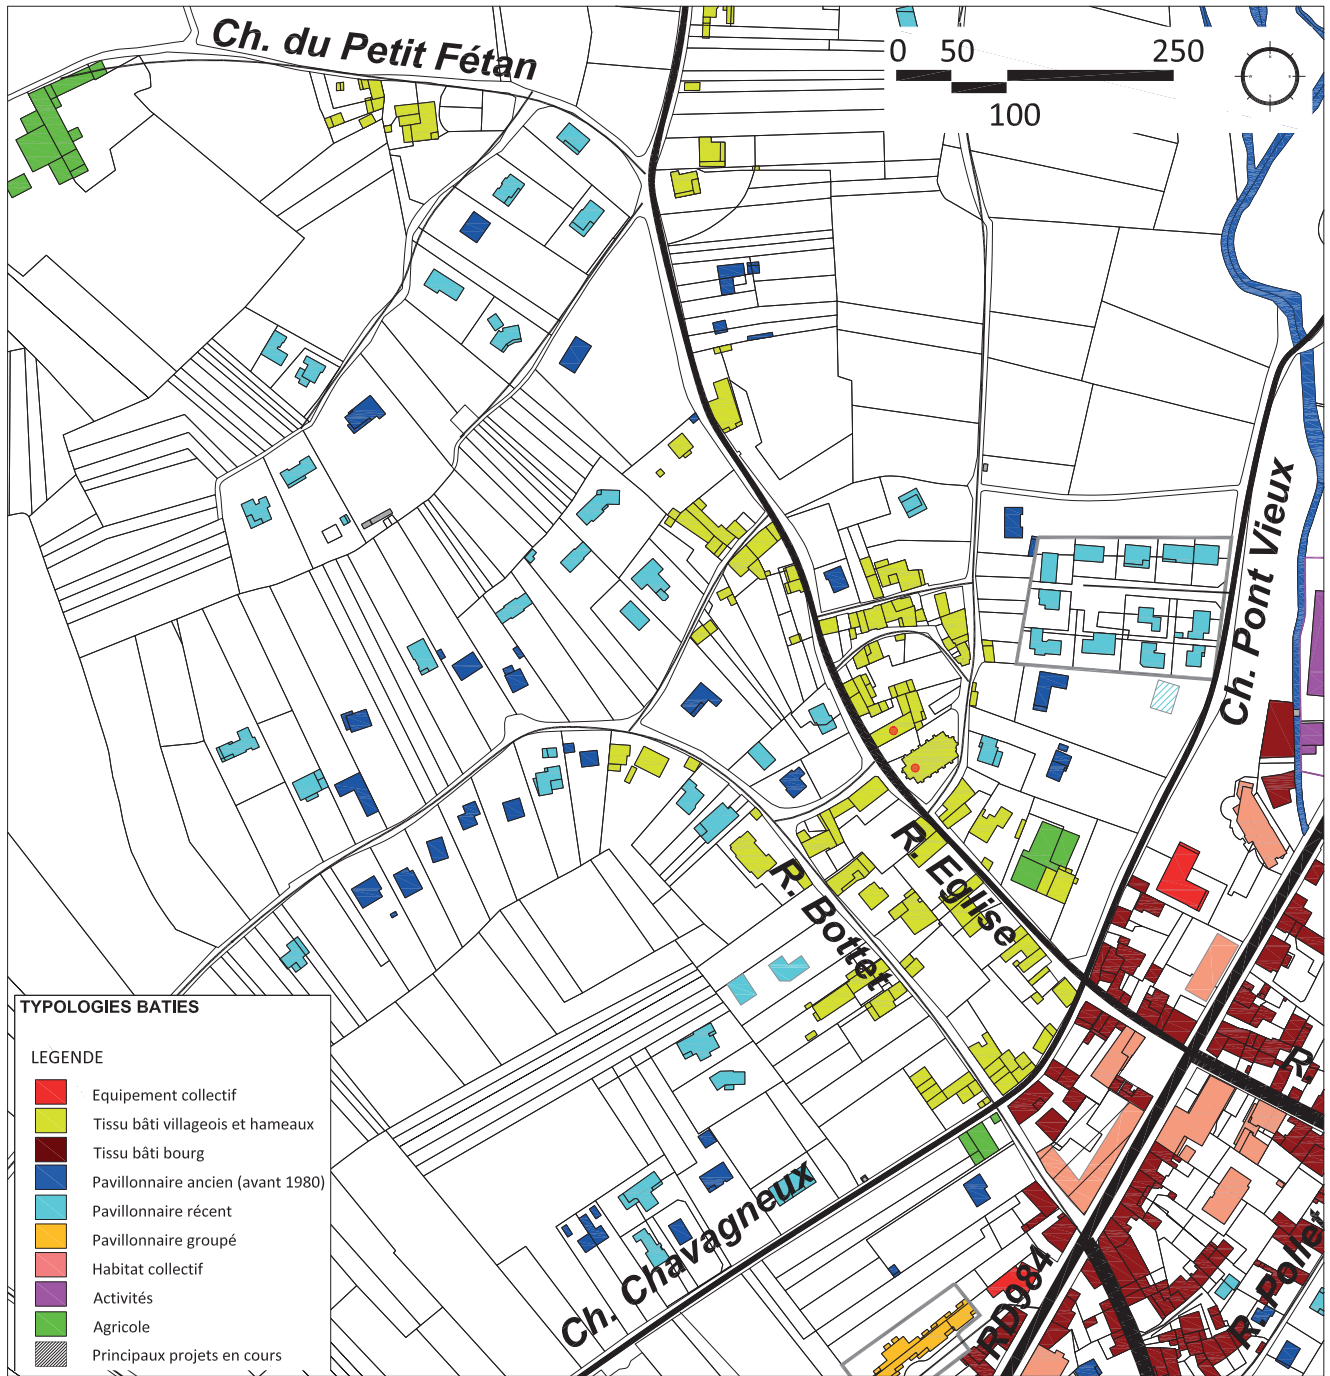 Ch. du Petit Fétan
0 50 250
100
Ch. Pont Vieux
R. Eglise
R. Bottet
R.
R. Pollet
RD984
Ch. Chavagneux
TYPOLOGIES BATIES
LEGENDE
Equipement collectif
Tissu bâti villageois et hameaux
Tissu bâti bourg
Pavillonnaire ancien (avant 1980)
Pavillonnaire récent
Pavillonnaire groupé
Habitat collectif
Activités
Agricole
Principaux projets en cours